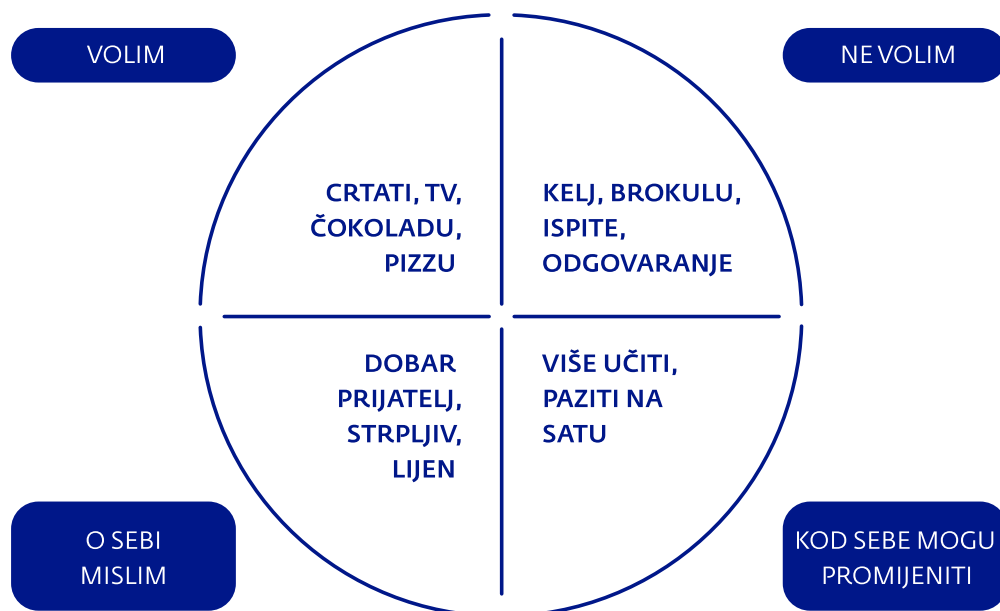 VOLIM
NE VOLIM
CRTATI, TV,
ČOKOLADU,
PIZZU
KELJ, BROKULU,
ISPITE,
ODGOVARANJE
DOBAR
PRIJATELJ,
STRPLJIV,
LIJEN
VIŠE UČITI,
PAZITI NA
SATU
O SEBI
MISLIM
KOD SEBE MOGU
PROMIJENITI